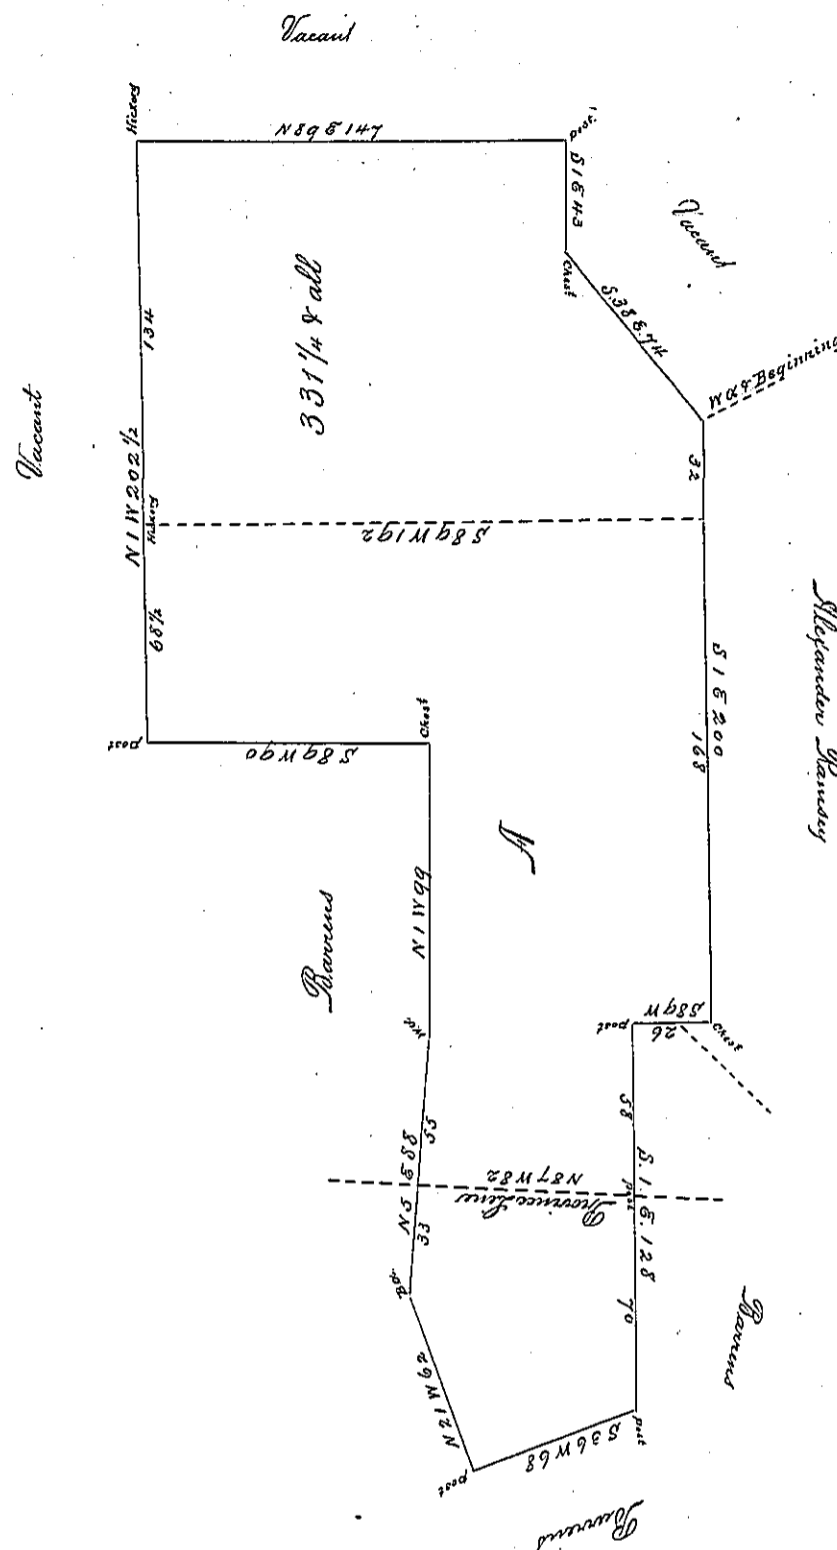 Vacant
Hickory
N 89 E 147
post
S 1 E 43
Chest
Vacant
S. 38 E. 74
W O & Beginning
331 1/4 & all
134
Vacant
N 1 W 202 1/2
Hickory
S 89 W 192
32
68 1/2
S 1 E 200
168
Alexander Ramsey
post
S 89 W 90
Chest
N 1 W 99
Barrens
S 89 W
26
post
Chest
58
55
N 5 E 88
33
N 87 W 82
Province Line
post
S. 1. E. 128
70
Barrens
N 21 W 62
S 36 W 68
post
post
Barrens